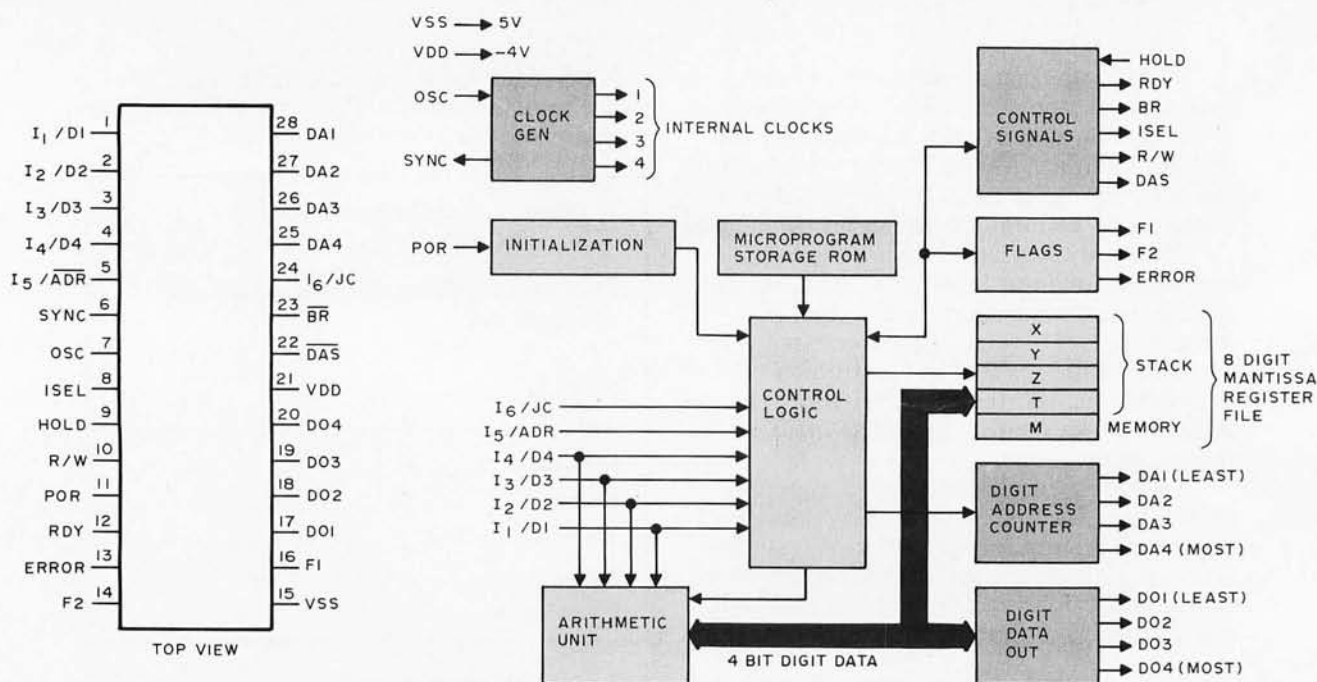 I1/D1 1
I2/D2 2
I3/D3 3
I4/D4 4
I5/A̅D̅R̅ 5
SYNC 6
OSC 7
ISEL 8
HOLD 9
R/W 10
POR 11
RDY 12
ERROR 13
F2 14
28 DA1
27 DA2
26 DA3
25 DA4
24 I6/JC
23 B̅R̅
22 D̅A̅S̅
21 VDD
20 DO4
19 DO3
18 DO2
17 DO1
16 F1
15 VSS
TOP VIEW
VSS 5V
VDD -4V
OSC
SYNC
CLOCK
GEN
1
2
3
4
INTERNAL CLOCKS
POR
INITIALIZATION
MICROPROGRAM
STORAGE ROM
CONTROL
LOGIC
I6/JC
I5/ADR
I4/D4
I3/D3
I2/D2
I1/D1
ARITHMETIC
UNIT
4 BIT DIGIT DATA
CONTROL
SIGNALS
HOLD
RDY
BR
ISEL
R/W
DAS
FLAGS
F1
F2
ERROR
X
Y
Z
T
M
STACK
MEMORY
8 DIGIT
MANTISSA
REGISTER
FILE
DIGIT
ADDRESS
COUNTER
DA1 (LEAST)
DA2
DA3
DA4 (MOST)
DIGIT
DATA
OUT
DO1 (LEAST)
DO2
DO3
DO4 (MOST)